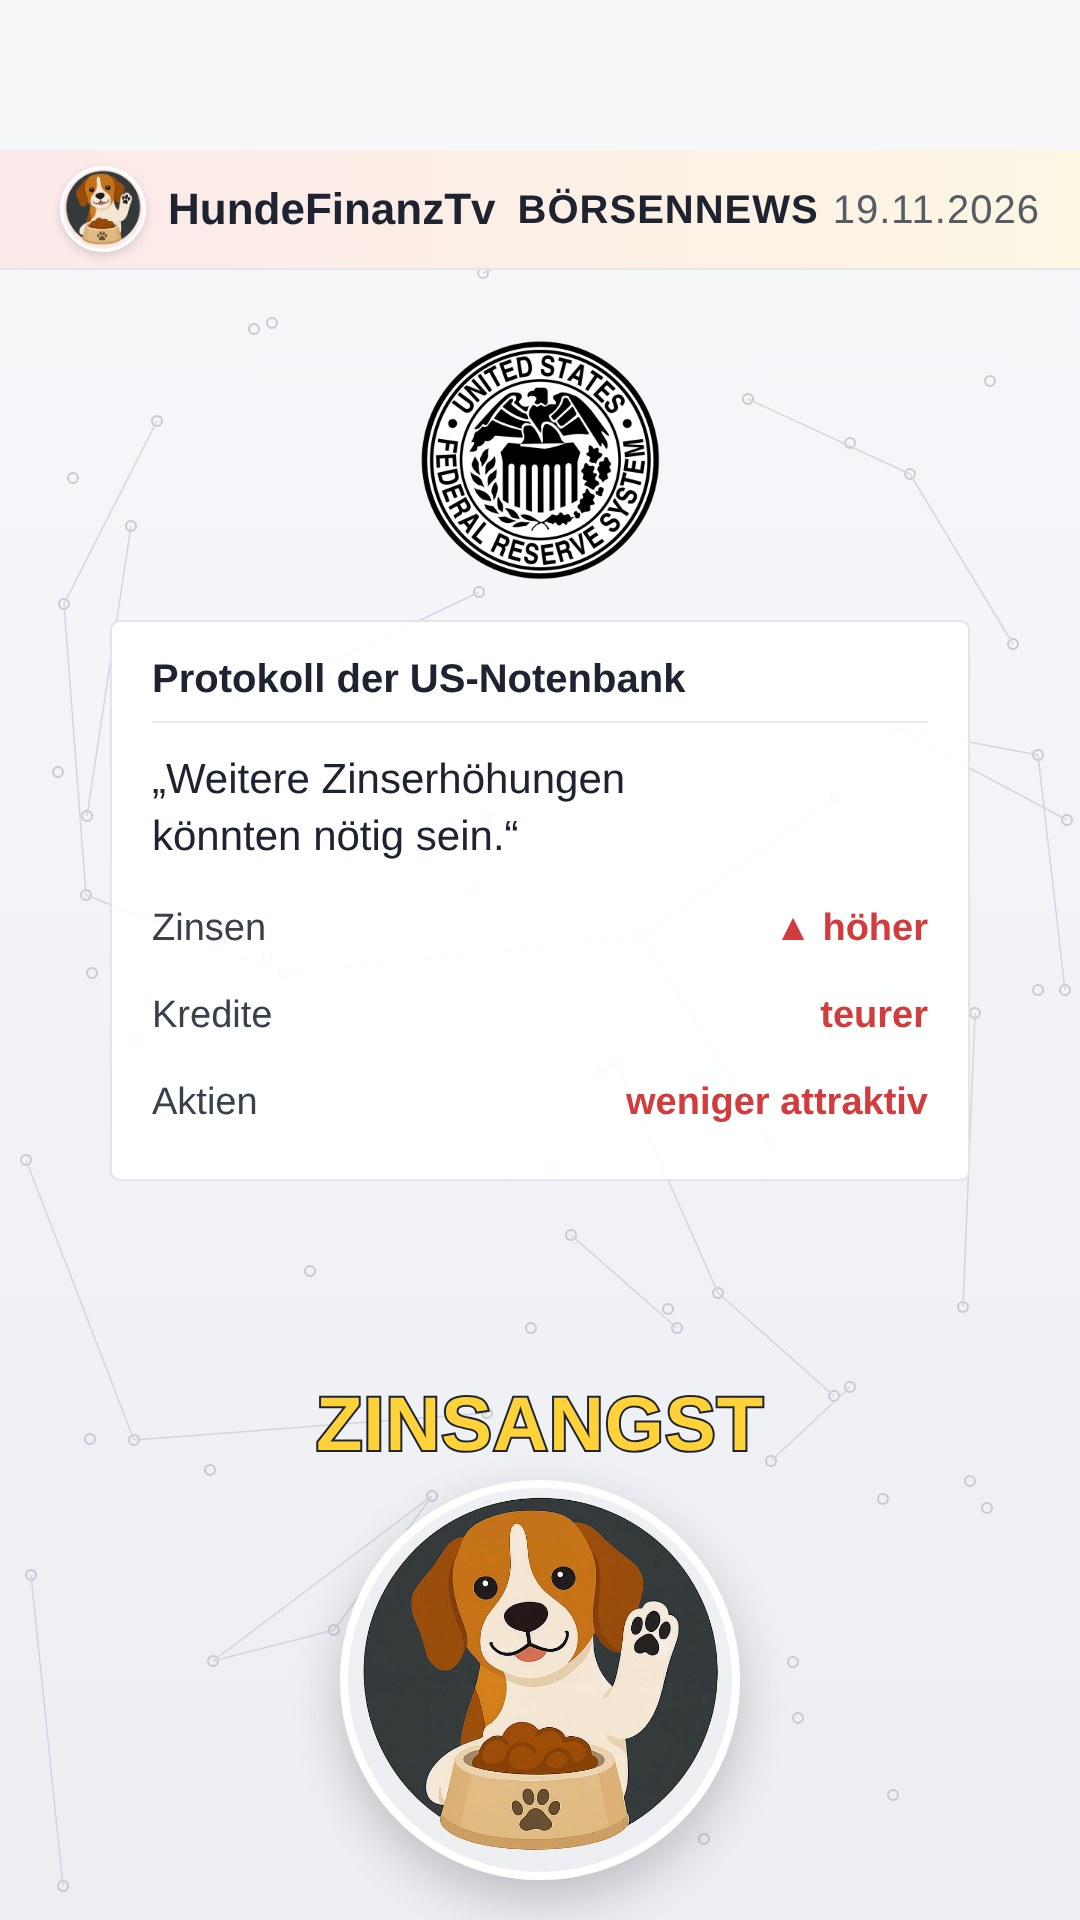 HundeFinanzTv BÖRSENNEWS 19.11.2026
UNITED STATES
FEDERAL RESERVE SYSTEM
Protokoll der US-Notenbank
„Weitere Zinserhöhungen
könnten nötig sein.“
Zinsen ▲ höher
Kredite teurer
Aktien weniger attraktiv
ZINSANGST